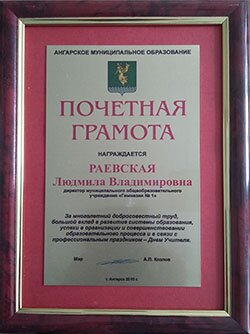 АНГАРСКОЕ МУНИЦИПАЛЬНОЕ ОБРАЗОВАНИЕ
ПОЧЕТНАЯ
ГРАМОТА
НАГРАЖДАЕТСЯ
РАЕВСКАЯ
Людмила Владимировна
директор муниципального общеобразовательного
учреждения «Гимназия № 1»
За многолетний добросовестный труд,
большой вклад в развитие системы образования,
успехи в организации и совершенствовании
образовательного процесса и в связи с
профессиональным праздником – Днем Учителя.
Мэр А.П. Козлов
г. Ангарск